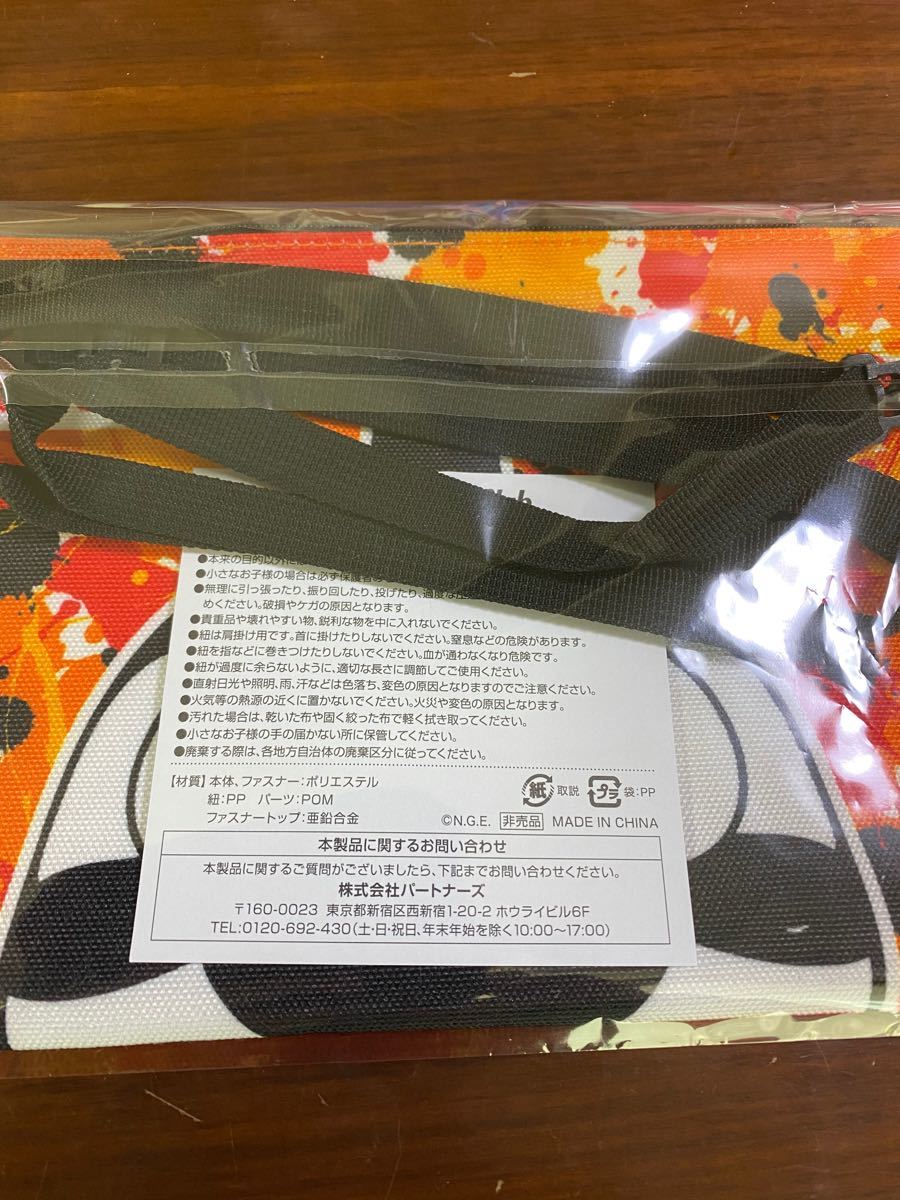 ●本来の目的以外に
●小さなお子様の場合は必ず保護者
●無理に引っ張ったり、振り回したり、投げたり、過度な
めください。破損やケガの原因となります。
●貴重品や壊れやすい物、鋭利な物を中に入れないでください。
●紐は肩掛け用です。首に掛けたりしないでください。窒息などの危険があります。
●紐を指などに巻きつけたりしないでください。血が通わなくなり危険です。
●紐が過度に余らないように、適切な長さに調節してご使用ください。
●直射日光や照明、雨、汗などは色落ち、変色の原因となりますのでご注意ください。
●火気等の熱源の近くに置かないでください。火災や変色の原因となります。
●汚れた場合は、乾いた布や固く絞った布で軽く拭き取ってください。
●小さなお子様の手の届かない所に保管してください。
●廃棄する際は、各地方自治体の廃棄区分に従ってください。
【材質】本体、ファスナー:ポリエステル
紐:PP パーツ:POM
ファスナートップ:亜鉛合金
紙 取説 プラ 袋:PP
©N.G.E. 非売品 MADE IN CHINA
本製品に関するお問い合わせ
本製品に関するご質問がございましたら、下記までお問い合わせください。
株式会社パートナーズ
〒160-0023 東京都新宿区西新宿1-20-2 ホウライビル6F
TEL:0120-692-430(土・日・祝日、年末年始を除く10:00〜17:00)